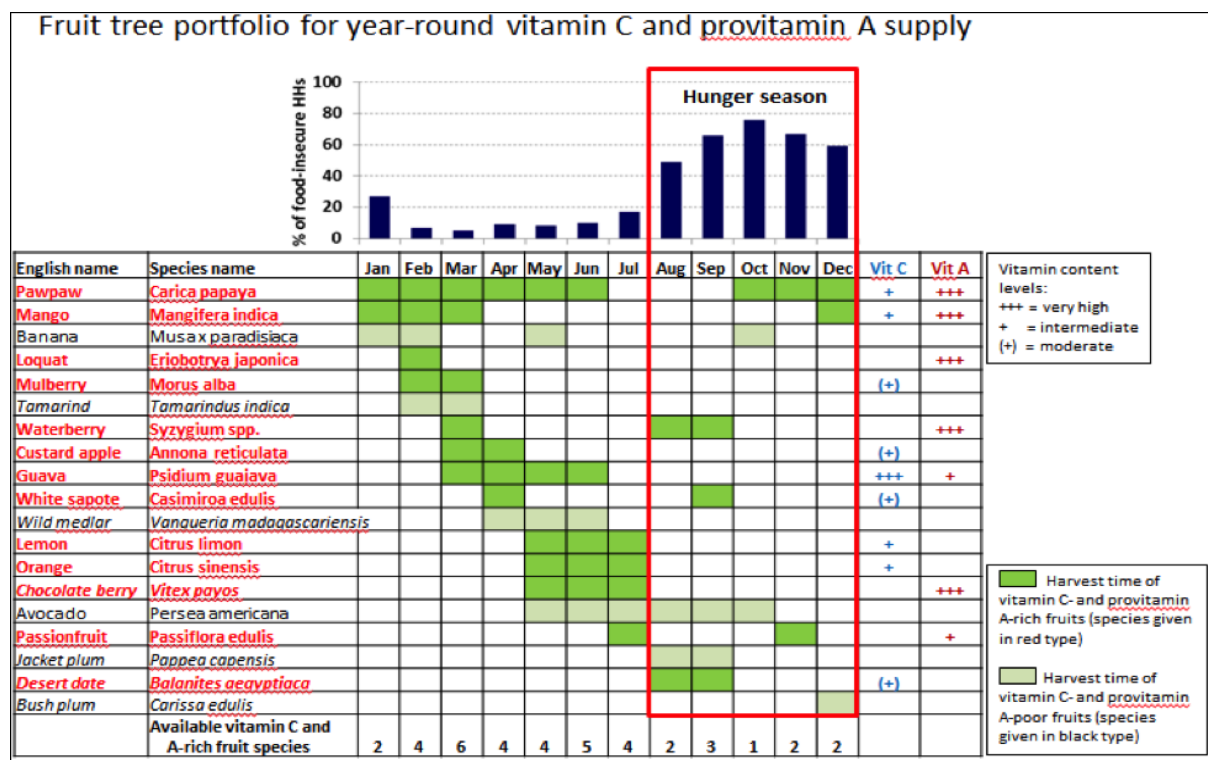 Fruit tree portfolio for year-round vitamin C and provitamin A supply
% of food-insecure HHs
100
80
60
40
20
0
Hunger season
English name Species name Jan Feb Mar Apr May Jun Jul Aug Sep Oct Nov Dec Vit C Vit A
Pawpaw Carica papaya + +++
Mango Mangifera indica + +++
Banana Musa x paradisiaca
Loquat Eriobotrya japonica +++
Mulberry Morus alba (+)
Tamarind Tamarindus indica
Waterberry Syzygium spp. +++
Custard apple Annona reticulata (+)
Guava Psidium guajava +++ +
White sapote Casimiroa edulis (+)
Wild medlar Vangueria madagascariensis
Lemon Citrus limon +
Orange Citrus sinensis +
Chocolate berry Vitex payos +++
Avocado Persea americana
Passionfruit Passiflora edulis +
Jacket plum Pappea capensis
Desert date Balanites aegyptiaca (+)
Bush plum Carissa edulis
Available vitamin C and
A-rich fruit species 2 4 6 4 4 5 4 2 3 1 2 2
Vitamin content
levels:
+++ = very high
+ = intermediate
(+) = moderate
Harvest time of
vitamin C- and provitamin
A-rich fruits (species given
in red type)
Harvest time of
vitamin C- and provitamin
A-poor fruits (species
given in black type)